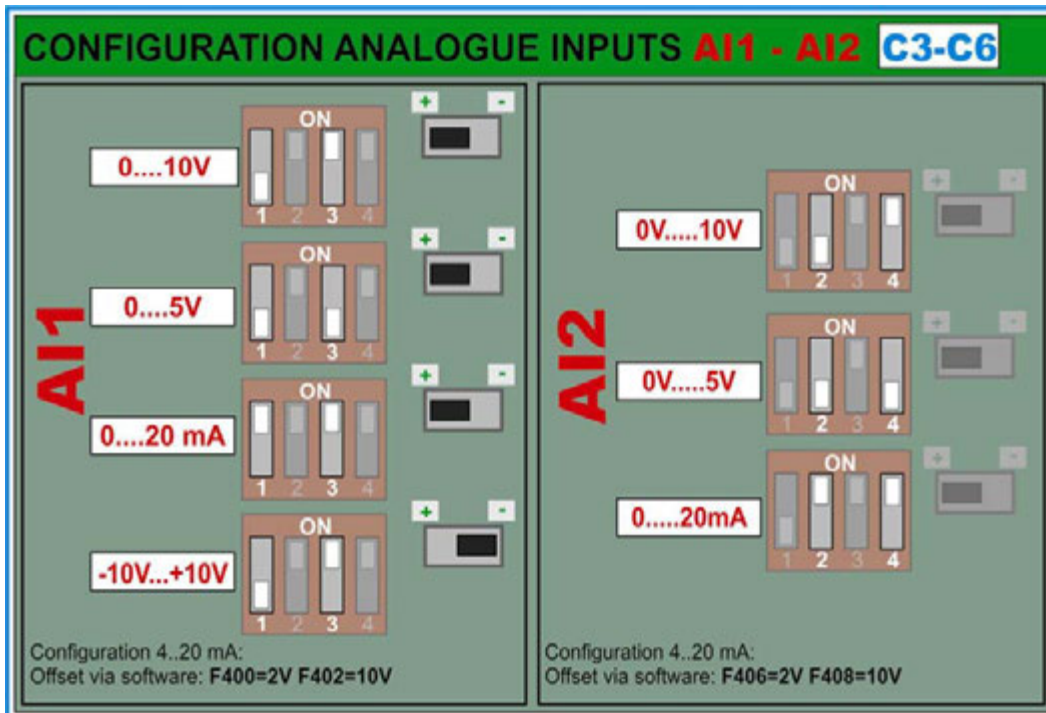 CONFIGURATION ANALOGUE INPUTS AI1 - AI2 C3-C6
AI1
0....10V
ON
1 2 3 4
+ -
0....5V
ON
1 2 3 4
+ -
0....20 mA
ON
1 2 3 4
+ -
-10V...+10V
ON
1 2 3 4
+ -
Configuration 4..20 mA:
Offset via software: F400=2V F402=10V
AI2
0V.....10V
ON
1 2 3 4
+ -
0V.....5V
ON
1 2 3 4
+ -
0.....20mA
ON
1 2 3 4
+ -
Configuration 4..20 mA:
Offset via software: F406=2V F408=10V